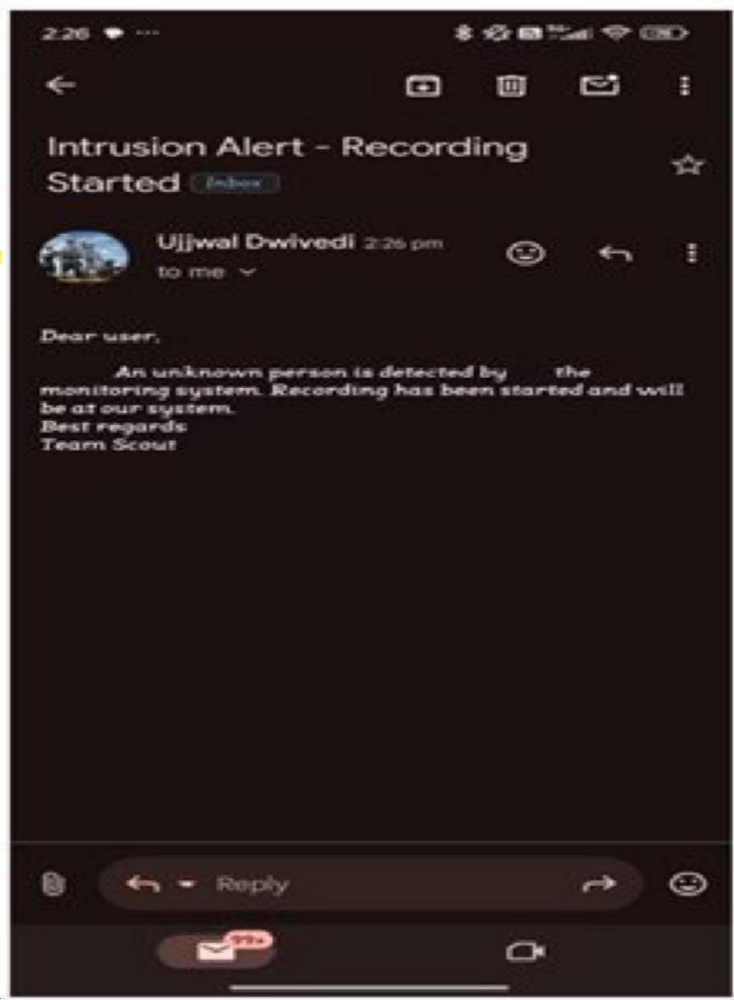 2:26
Intrusion Alert - Recording
Started Inbox
Ujjwal Dwivedi 2:26 pm
to me
Dear user,
An unknown person is detected by the
monitoring system. Recording has been started and will
be at our system.
Best regards
Team Scout
Reply
99+